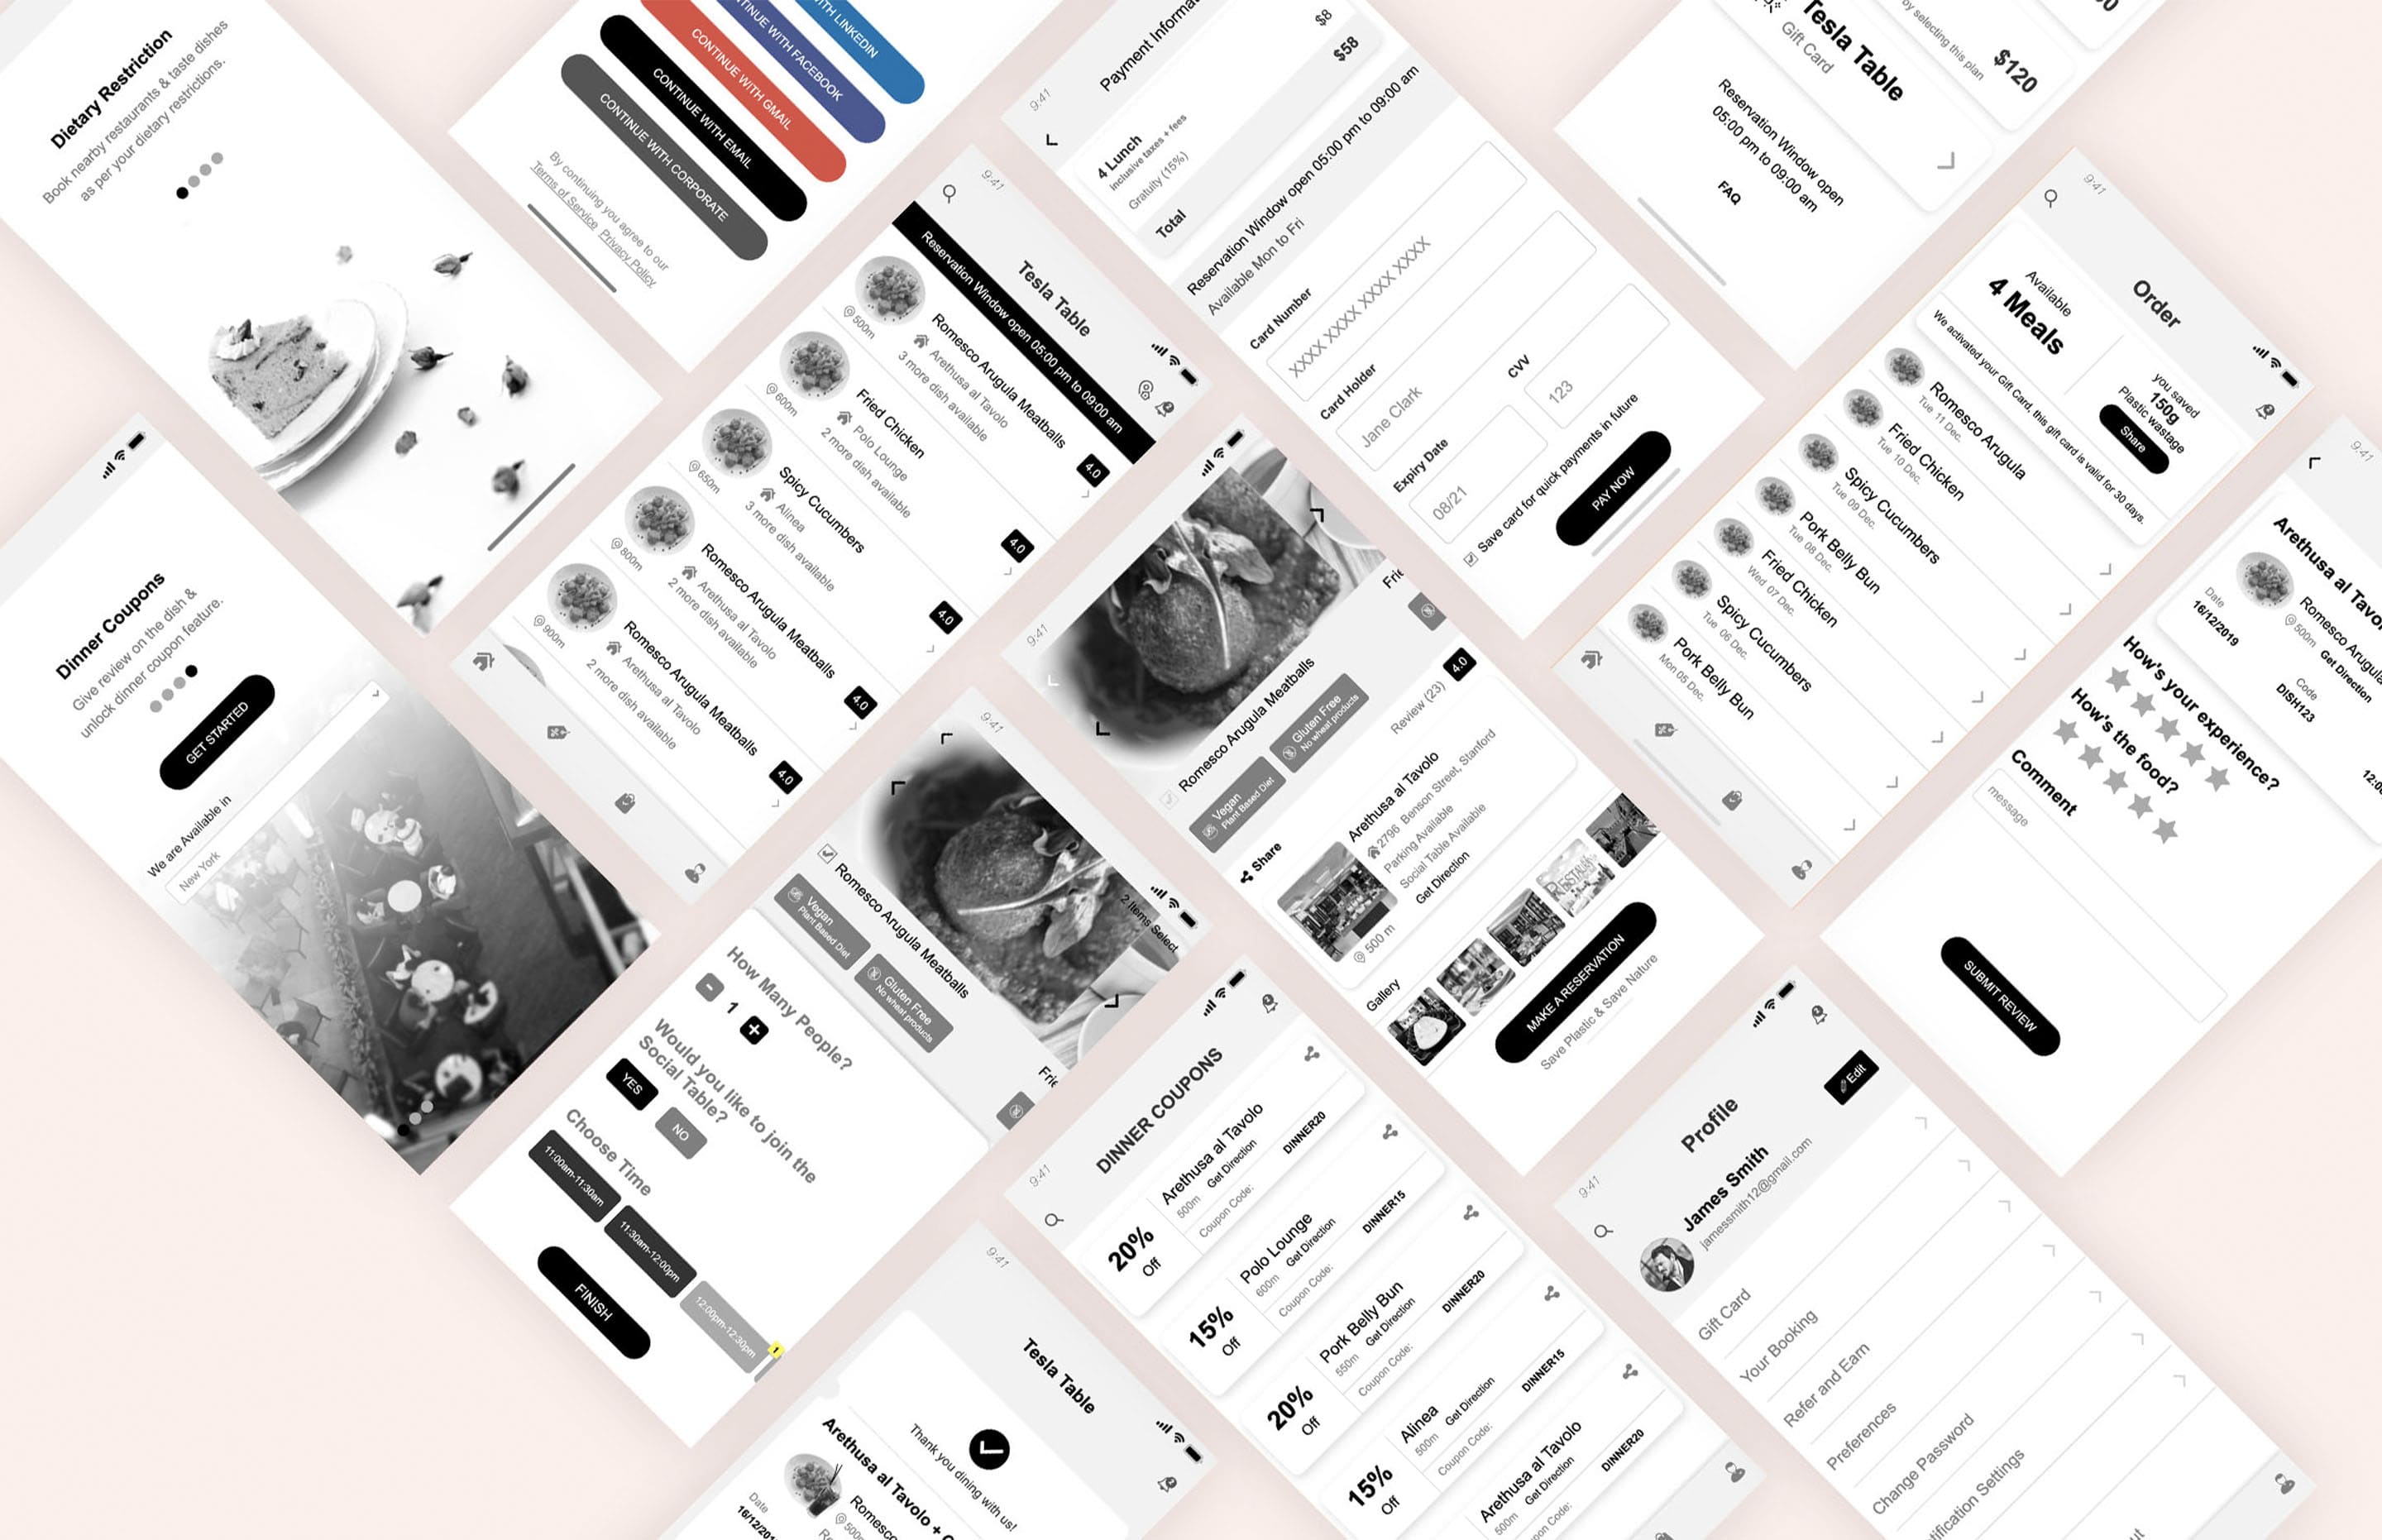 Dietary Restriction
Book nearby restaurants & taste dishes
as per your dietary restrictions.
WITH LINKEDIN
CONTINUE WITH GMAIL
CONTINUE WITH EMAIL
CONTINUE WITH CORPORATE
By continuing you agree to our
Terms of Service Privacy Policy
9:41
Payment
$8
$58
4 Lunch
inclusive taxes + fees
Gratuity (15%)
Total
Reservation Window open 05:00 pm to 09:00 am
Available Mon to Fri
Card Number
XXXX XXXX XXXX XXXX
Card Holder
Jane Clark
Expiry Date
08/21
CVV
123
Save card for quick payments in future
PAY NOW
Tesla Table
Gift Card
by selecting this plan
$120
Reservation Window open
05:00 pm to 09:00 am
FAQ
9:41
Tesla Table
Reservation Window open 05:00 pm to 09:00 am
Romesco Arugula Meatballs
Arethusa al Tavolo
3 more dish available
500m
4.0
Fried Chicken
Polo Lounge
2 more dish available
600m
4.0
Spicy Cucumbers
Alinea
3 more dish available
650m
4.0
Romesco Arugula Meatballs
Arethusa al Tavolo
2 more dish available
800m
4.0
Romesco Arugula Meatballs
Arethusa al Tavolo
2 more dish available
900m
4.0
9:41
Order
Available
4 Meals
you saved
150g
Plastic wastage
Share
We activated your Gift Card, this gift card is valid for 30 days.
Romesco Arugula
Tue 11 Dec.
Fried Chicken
Tue 10 Dec.
Spicy Cucumbers
Tue 09 Dec.
Pork Belly Bun
Tue 08 Dec.
Fried Chicken
Wed 07 Dec.
Spicy Cucumbers
Tue 06 Dec.
Pork Belly Bun
Mon 05 Dec.
Dinner Coupons
Give review on the dish &
unlock dinner coupon feature.
GET STARTED
We are Available in
New York
9:41
Romesco Arugula Meatballs
Vegan
Plant Based Diet
Gluten Free
No wheat products
Review (23)
4.0
Share
Arethusa al Tavolo
2796 Benson Street, Stanford
Parking Available
Social Table Available
Get Direction
500 m
Gallery
MAKE A RESERVATION
Save Plastic & Save Nature
9:41
Arethusa al
500m
Get Direction
Date
16/12/2019
Code
DISH123
How's your experience?
How's the food?
Comment
message
SUBMIT REVIEW
9:41
2 Items Select
Romesco Arugula Meatballs
Vegan
Plant Based Diet
Gluten Free
No wheat products
How Many People?
- 1 +
Would you like to join the
Social Table?
YES
NO
Choose Time
11:00am-11:30am
11:30am-12:00pm
12:00pm-12:30pm
FINISH
9:41
DINNER COUPONS
20%
Off
Arethusa al Tavolo
500m Get Direction
Coupon Code:
DINNER20
15%
Off
Polo Lounge
600m Get Direction
Coupon Code:
DINNER15
20%
Off
Pork Belly Bun
550m Get Direction
Coupon Code:
DINNER20
15%
Off
Alinea
500m Get Direction
Coupon Code:
DINNER15
Arethusa al Tavolo
500m Get Direction
DINNER20
9:41
Profile
Edit
James Smith
jamessmith12@gmail.com
Gift Card
Your Booking
Refer and Earn
Preferences
Change Password
Settings
9:41
Tesla Table
Thank you dining with us!
Arethusa al Tavolo +
Date